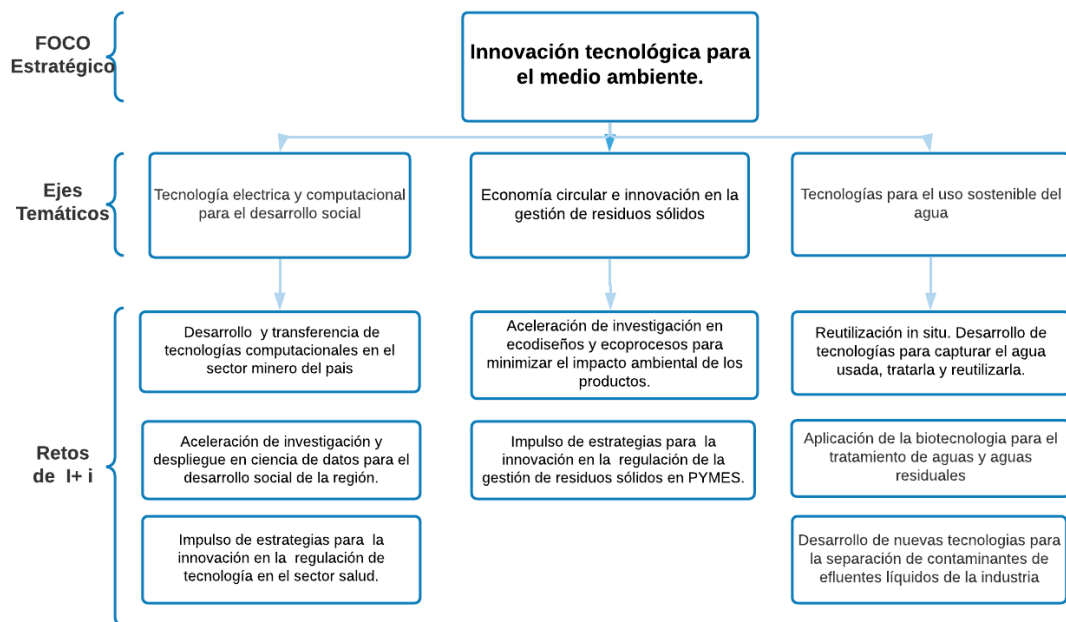 FOCO
Estratégico
Innovación tecnológica para
el medio ambiente.
Ejes
Temáticos
Tecnología electrica y computacional
para el desarrollo social
Economía circular e innovación en la
gestión de residuos sólidos
Tecnologías para el uso sostenible del
agua
Retos
de I+ i
Desarrollo y transferencia de
tecnologías computacionales en el
sector minero del pais
Aceleración de investigación y
despliegue en ciencia de datos para el
desarrollo social de la región.
Impulso de estrategias para la
innovación en la regulación de
tecnología en el sector salud.
Aceleración de investigación en
ecodiseños y ecoprocesos para
minimizar el impacto ambiental de los
productos.
Impulso de estrategias para la
innovación en la regulación de la
gestión de residuos sólidos en PYMES.
Reutilización in situ. Desarrollo de
tecnologías para capturar el agua
usada, tratarla y reutilizarla.
Aplicación de la biotecnologia para el
tratamiento de aguas y aguas
residuales
Desarrollo de nuevas tecnologias para
la separación de contaminantes de
efluentes líquidos de la industria